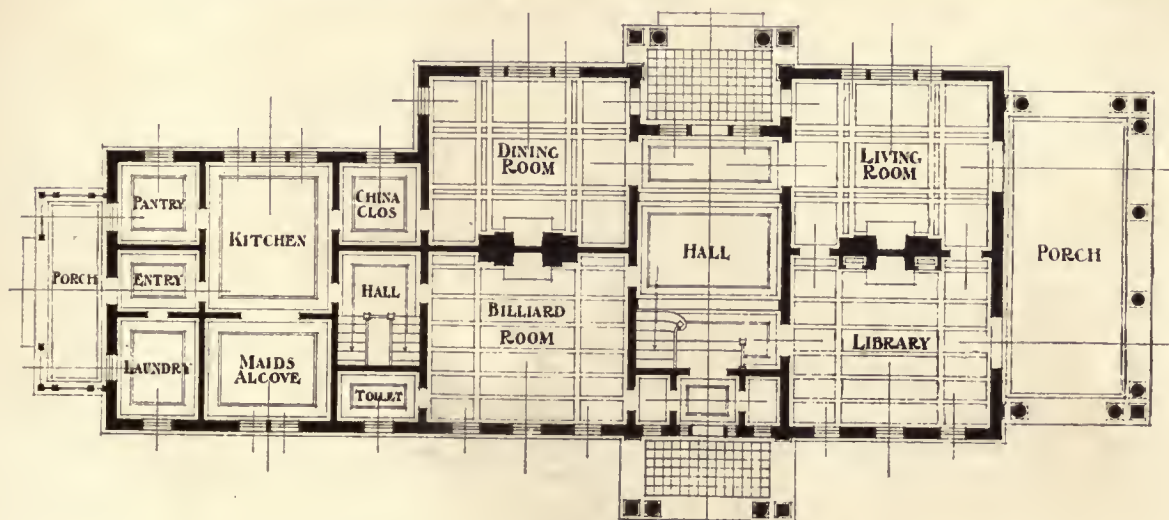 DINING
ROOM
LIVING
ROOM
PANTRY
CHINA
CLOS
KITCHEN
HALL
PORCH
PORCH
ENTRY
HALL
BILLIARD
ROOM
LIBRARY
LAUNDRY
MAIDS
ALCOVE
TOILET